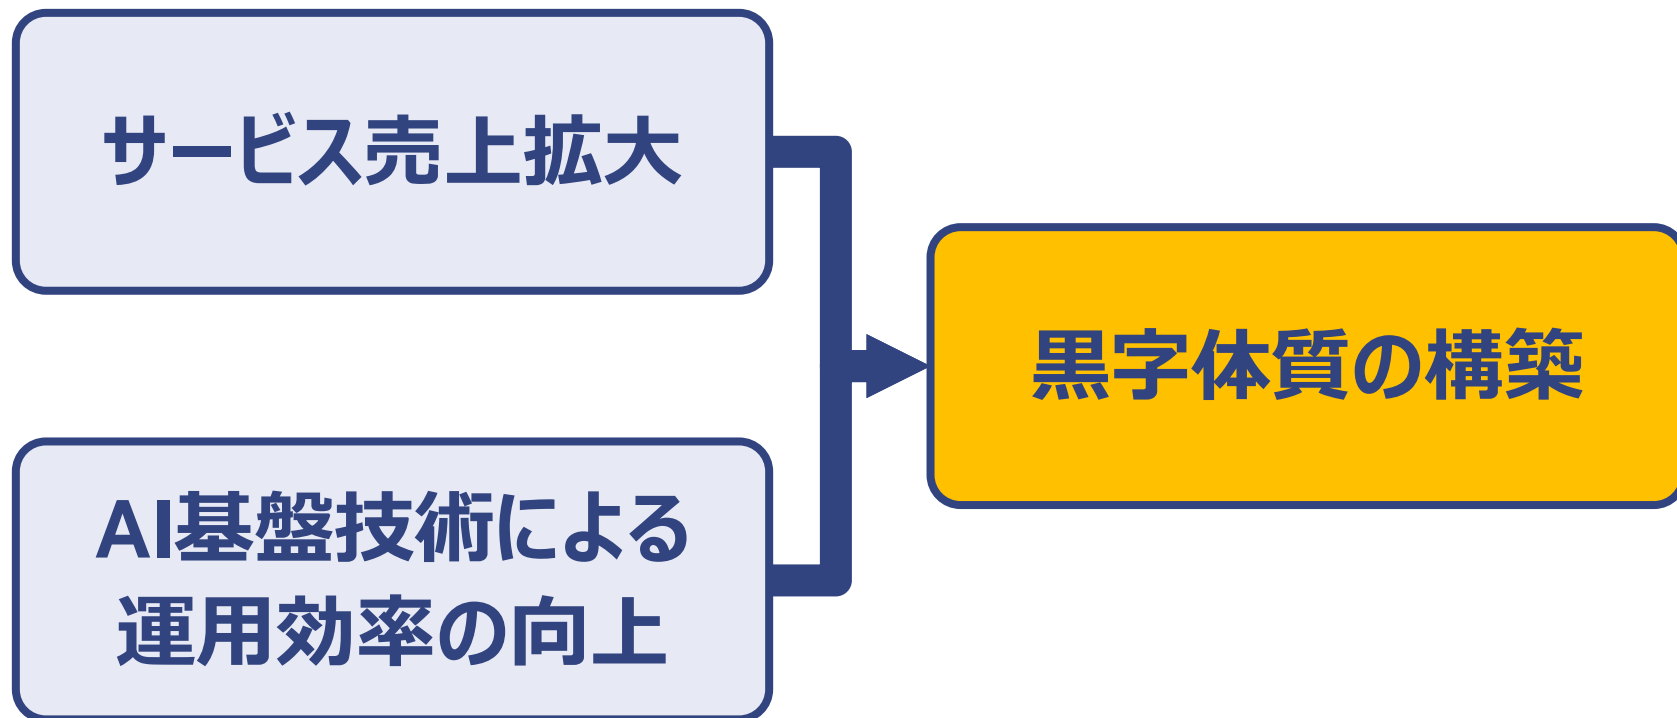 サービス売上拡大
AI基盤技術による
運用効率の向上
黒字体質の構築